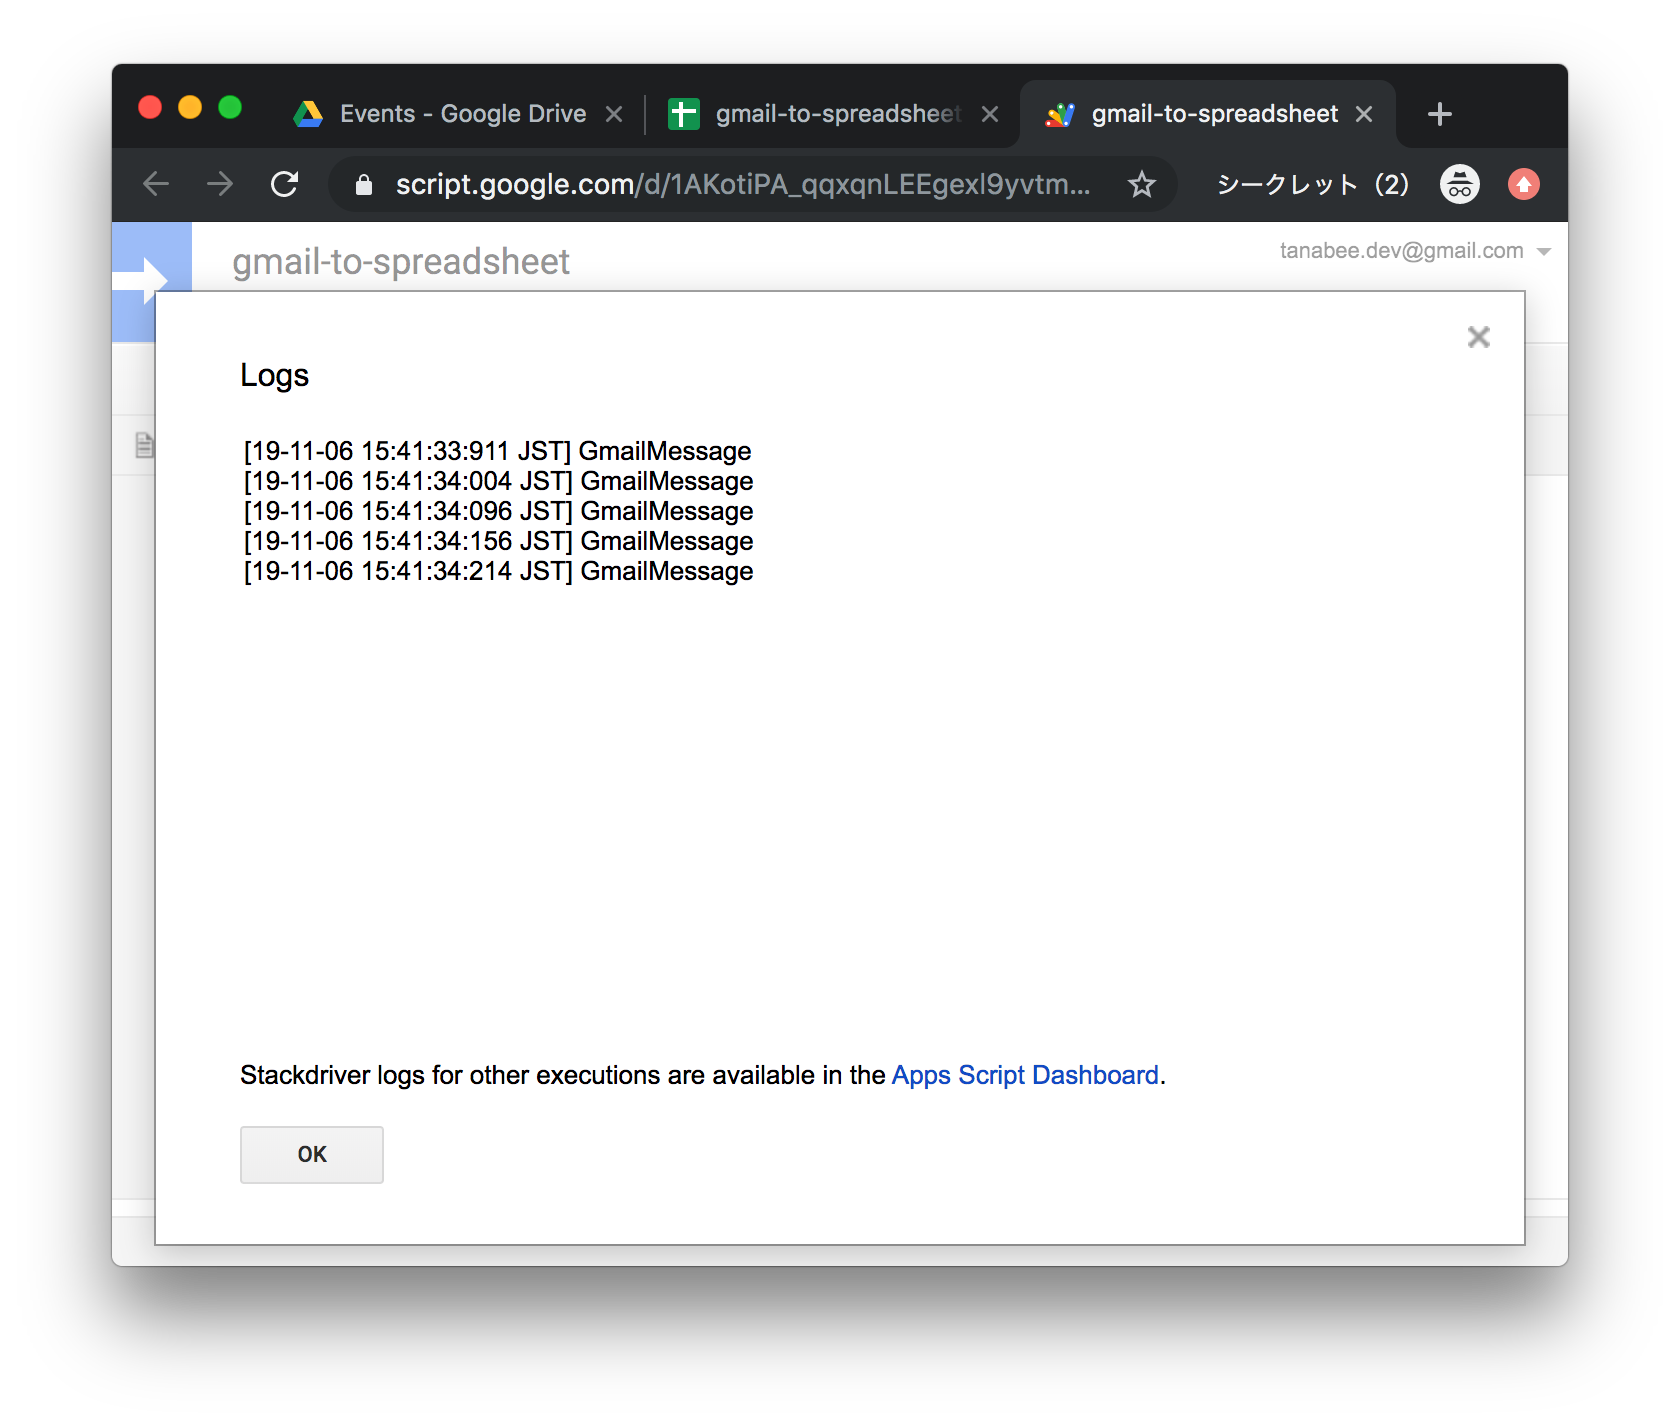 Events - Google Drive
gmail-to-spreadsheet
gmail-to-spreadsheet
script.google.com/d/1AKotiPA_qqxqnLEEgexl9yvtm...
シークレット（2）
gmail-to-spreadsheet
tanabee.dev@gmail.com
Logs
[19-11-06 15:41:33:911 JST] GmailMessage
[19-11-06 15:41:34:004 JST] GmailMessage
[19-11-06 15:41:34:096 JST] GmailMessage
[19-11-06 15:41:34:156 JST] GmailMessage
[19-11-06 15:41:34:214 JST] GmailMessage
Stackdriver logs for other executions are available in the Apps Script Dashboard.
OK